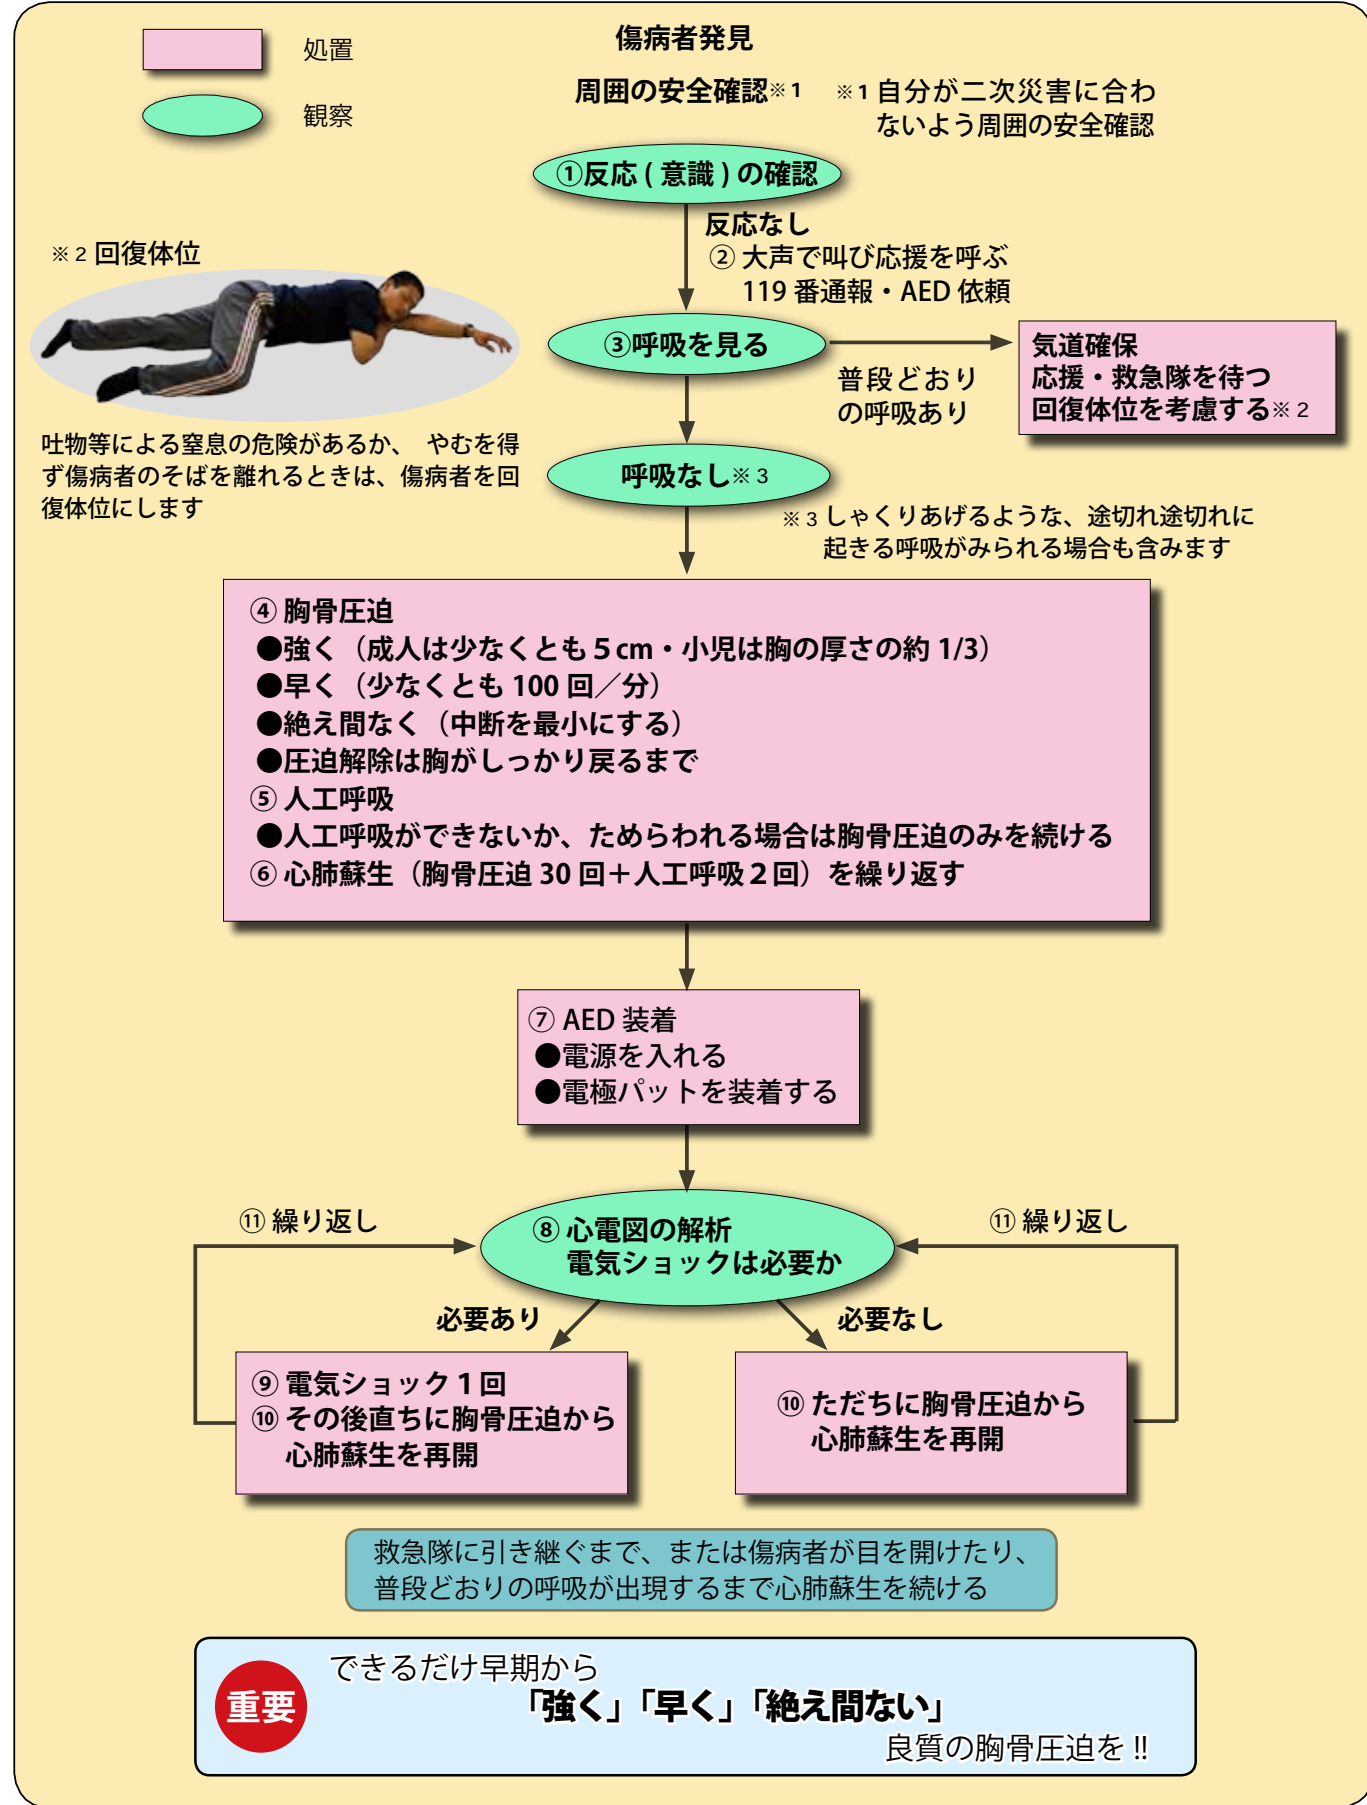 処置
観察
傷病者発見
周囲の安全確認※1
※1 自分が二次災害に合わ
ないよう周囲の安全確認
①反応 ( 意識 ) の確認
反応なし
② 大声で叫び応援を呼ぶ
119 番通報・AED 依頼
※2 回復体位
吐物等による窒息の危険があるか、 やむを得
ず傷病者のそばを離れるときは、傷病者を回
復体位にします
③呼吸を見る
普段どおり
の呼吸あり
気道確保
応援・救急隊を待つ
回復体位を考慮する※2
呼吸なし※3
※3 しゃくりあげるような、途切れ途切れに
起きる呼吸がみられる場合も含みます
④ 胸骨圧迫
●強く（成人は少なくとも５cm・小児は胸の厚さの約 1/3）
●早く（少なくとも 100 回／分）
●絶え間なく（中断を最小にする）
●圧迫解除は胸がしっかり戻るまで
⑤ 人工呼吸
●人工呼吸ができないか、ためらわれる場合は胸骨圧迫のみを続ける
⑥ 心肺蘇生（胸骨圧迫 30 回＋人工呼吸２回）を繰り返す
⑦ AED 装着
●電源を入れる
●電極パットを装着する
⑧ 心電図の解析
電気ショックは必要か
⑪ 繰り返し
⑪ 繰り返し
必要あり
必要なし
⑨ 電気ショック１回
⑩ その後直ちに胸骨圧迫から
心肺蘇生を再開
⑩ ただちに胸骨圧迫から
心肺蘇生を再開
救急隊に引き継ぐまで、または傷病者が目を開けたり、
普段どおりの呼吸が出現するまで心肺蘇生を続ける
重要
できるだけ早期から
「強く」「早く」「絶え間ない」
良質の胸骨圧迫を !!